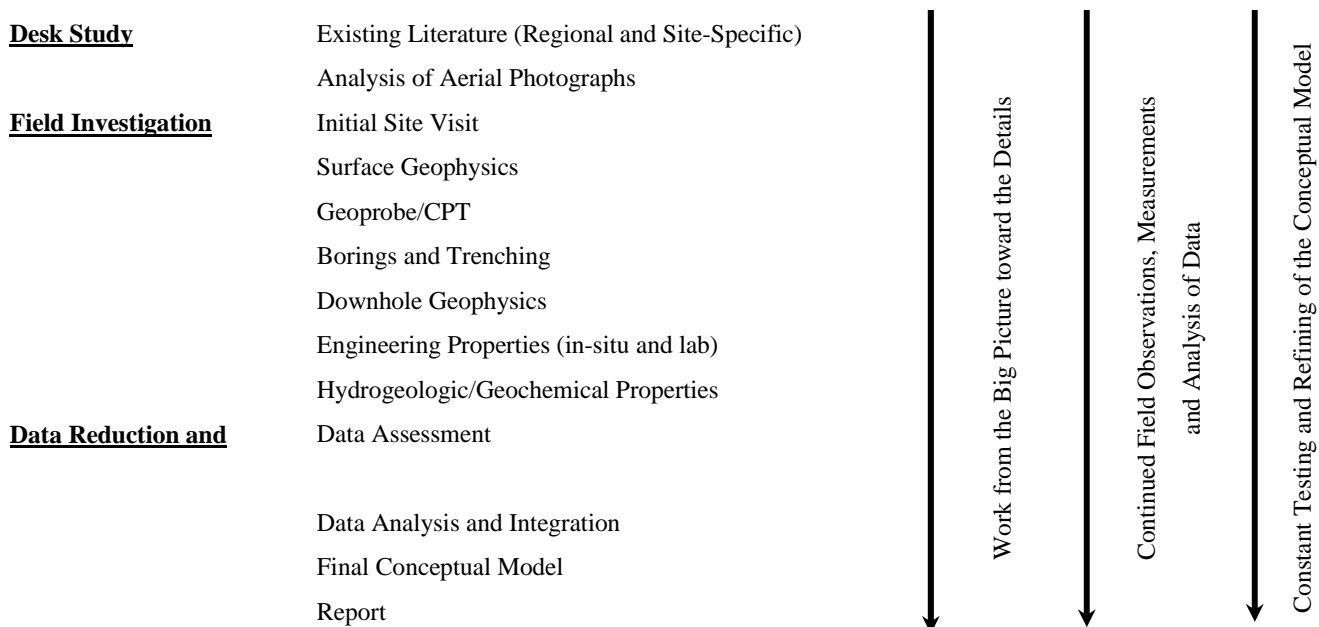 Desk Study Existing Literature (Regional and Site-Specific)
Analysis of Aerial Photographs
Field Investigation Initial Site Visit
Surface Geophysics
Geoprobe/CPT
Borings and Trenching
Downhole Geophysics
Engineering Properties (in-situ and lab)
Hydrogeologic/Geochemical Properties
Data Reduction and Data Assessment
Data Analysis and Integration
Final Conceptual Model
Report
Work from the Big Picture toward the Details
Continued Field Observations, Measurements
and Analysis of Data
Constant Testing and Refining of the Conceptual Model